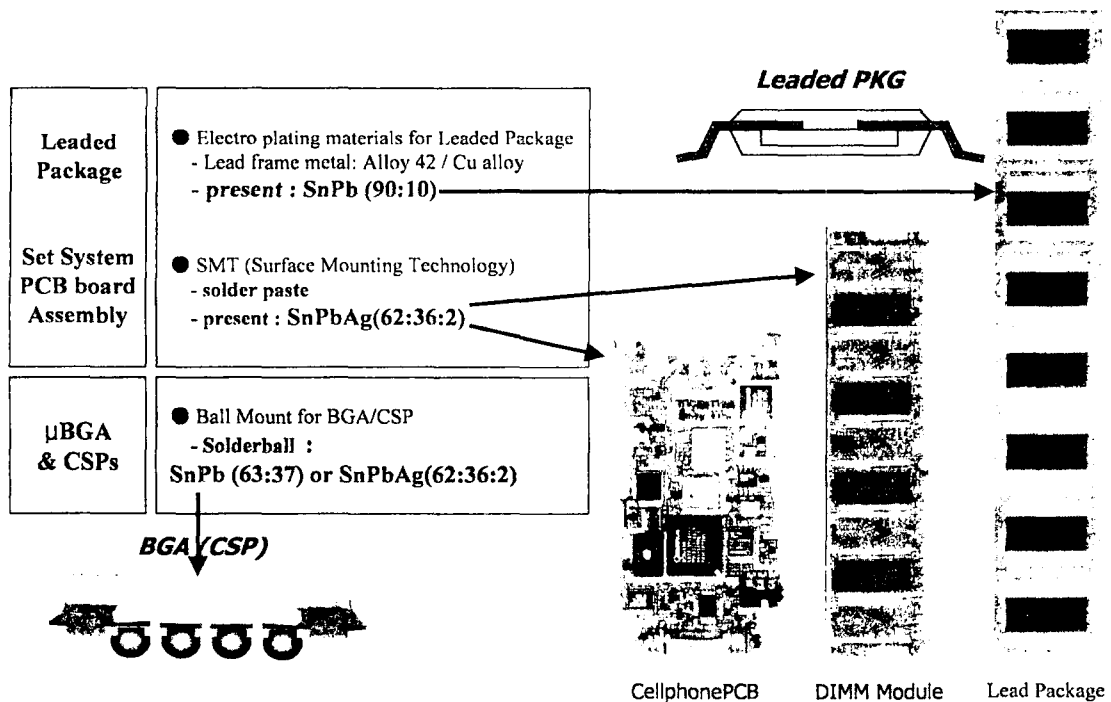 Leaded PKG
Leaded
Package
● Electro plating materials for Leaded Package
- Lead frame metal: Alloy 42 / Cu alloy
- present : SnPb (90:10)
Set System
PCB board
Assembly
● SMT (Surface Mounting Technology)
- solder paste
- present : SnPbAg(62:36:2)
µBGA
& CSPs
● Ball Mount for BGA/CSP
- Solderball :
SnPb (63:37) or SnPbAg(62:36:2)
BGA (CSP)
CellphonePCB
DIMM Module
Lead Package